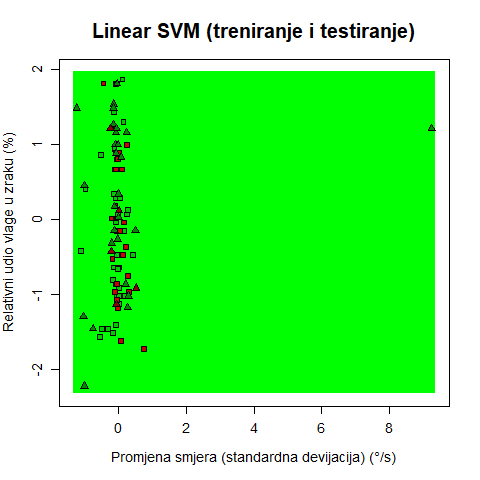 Linear SVM (treniranje i testiranje)
Relativni udio vlage u zraku (%)
2
1
0
-1
-2
0 2 4 6 8
Promjena smjera (standardna devijacija) (°/s)